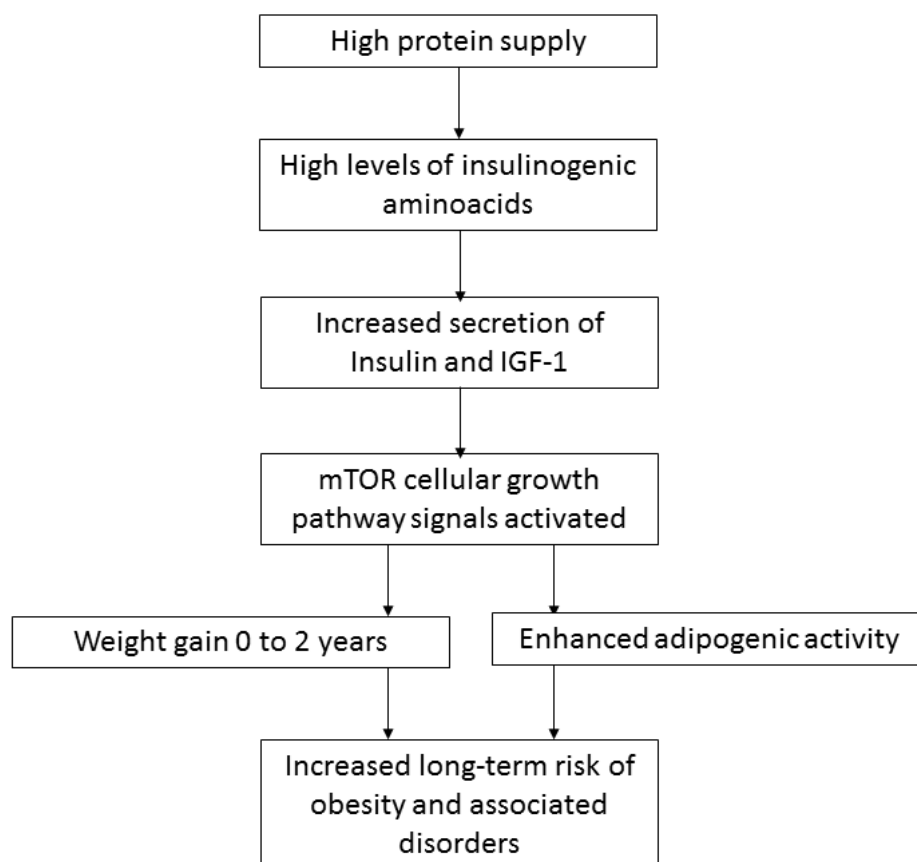 High protein supply
High levels of insulinogenic
aminoacids
Increased secretion of
Insulin and IGF-1
mTOR cellular growth
pathway signals activated
Weight gain 0 to 2 years
Enhanced adipogenic activity
Increased long-term risk of
obesity and associated
disorders